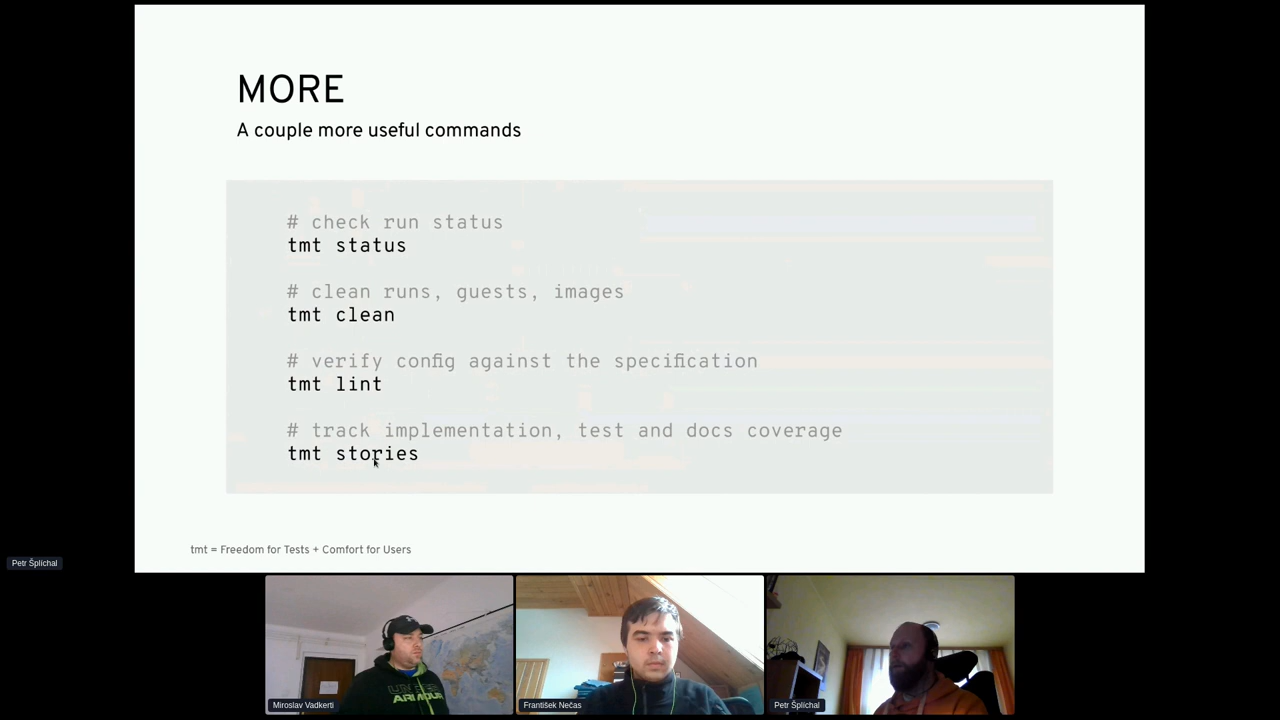 MORE
A couple more useful commands
# check run status
tmt status
# clean runs, guests, images
tmt clean
# verify config against the specification
tmt lint
# track implementation, test and docs coverage
tmt stories
tmt = Freedom for Tests + Comfort for Users
Petr Šplíchal
UNDER
ARMOUR
Miroslav Vadkerti
František Nečas
Petr Šplíchal